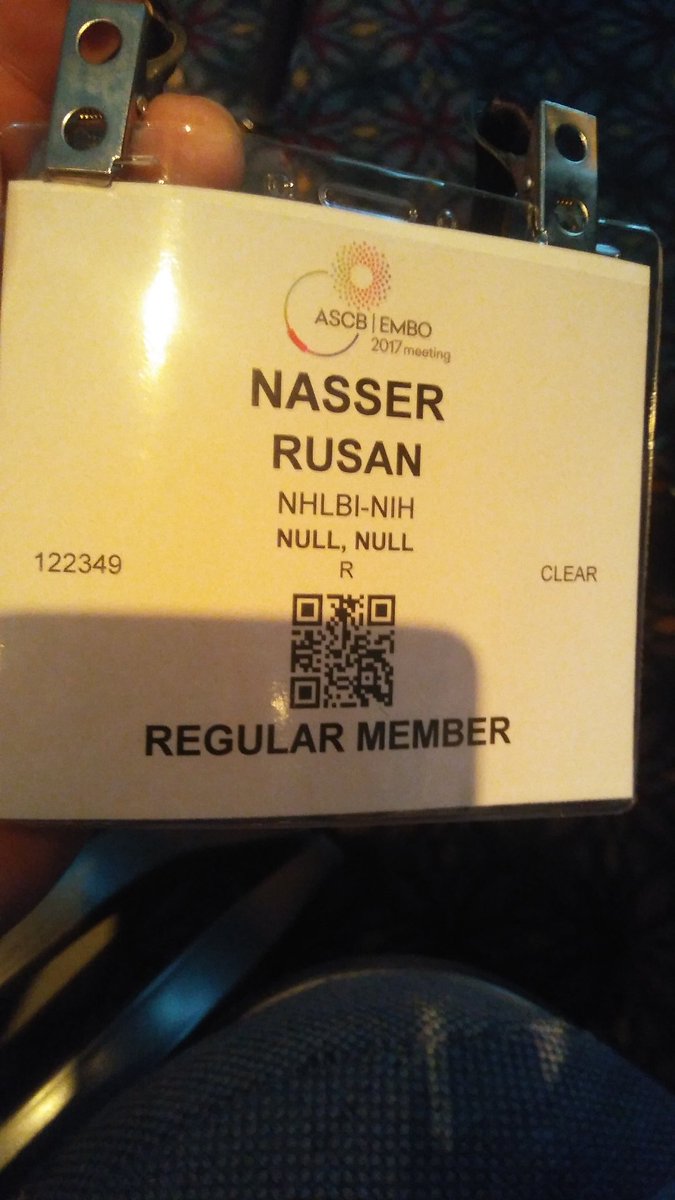 ASCB | EMBO
2017 meeting
NASSER
RUSAN
NHLBI-NIH
NULL, NULL
122349
R
CLEAR
REGULAR MEMBER